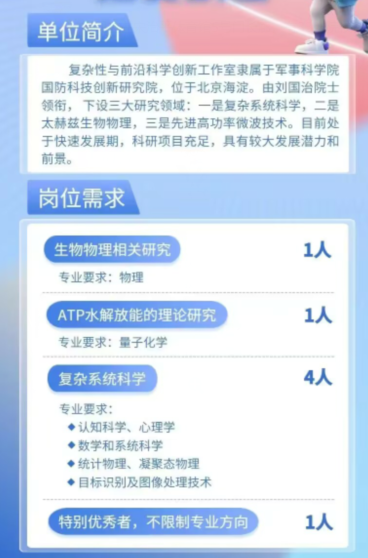 单位简介
复杂性与前沿科学创新工作室隶属于军事科学院
国防科技创新研究院，位于北京海淀。由刘国治院士
领衔，下设三大研究领域：一是复杂系统科学，二是
太赫兹生物物理，三是先进高功率微波技术。目前处
于快速发展期，科研项目充足，具有较大发展潜力和
前景。
岗位需求
生物物理相关研究 1人
专业要求：物理
ATP水解放能的理论研究 1人
专业要求：量子化学
复杂系统科学 4人
专业要求：
◆认知科学、心理学
◆数学和系统科学
◆统计物理、凝聚态物理
◆目标识别及图像处理技术
特别优秀者，不限制专业方向 1人